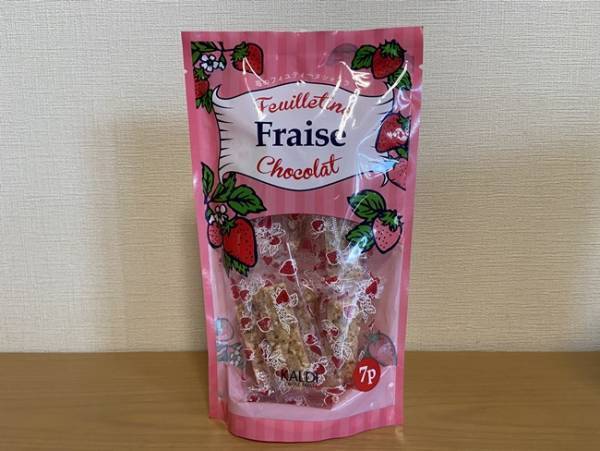 Feuilletine
Fraise
Chocolat
KALDI
7p